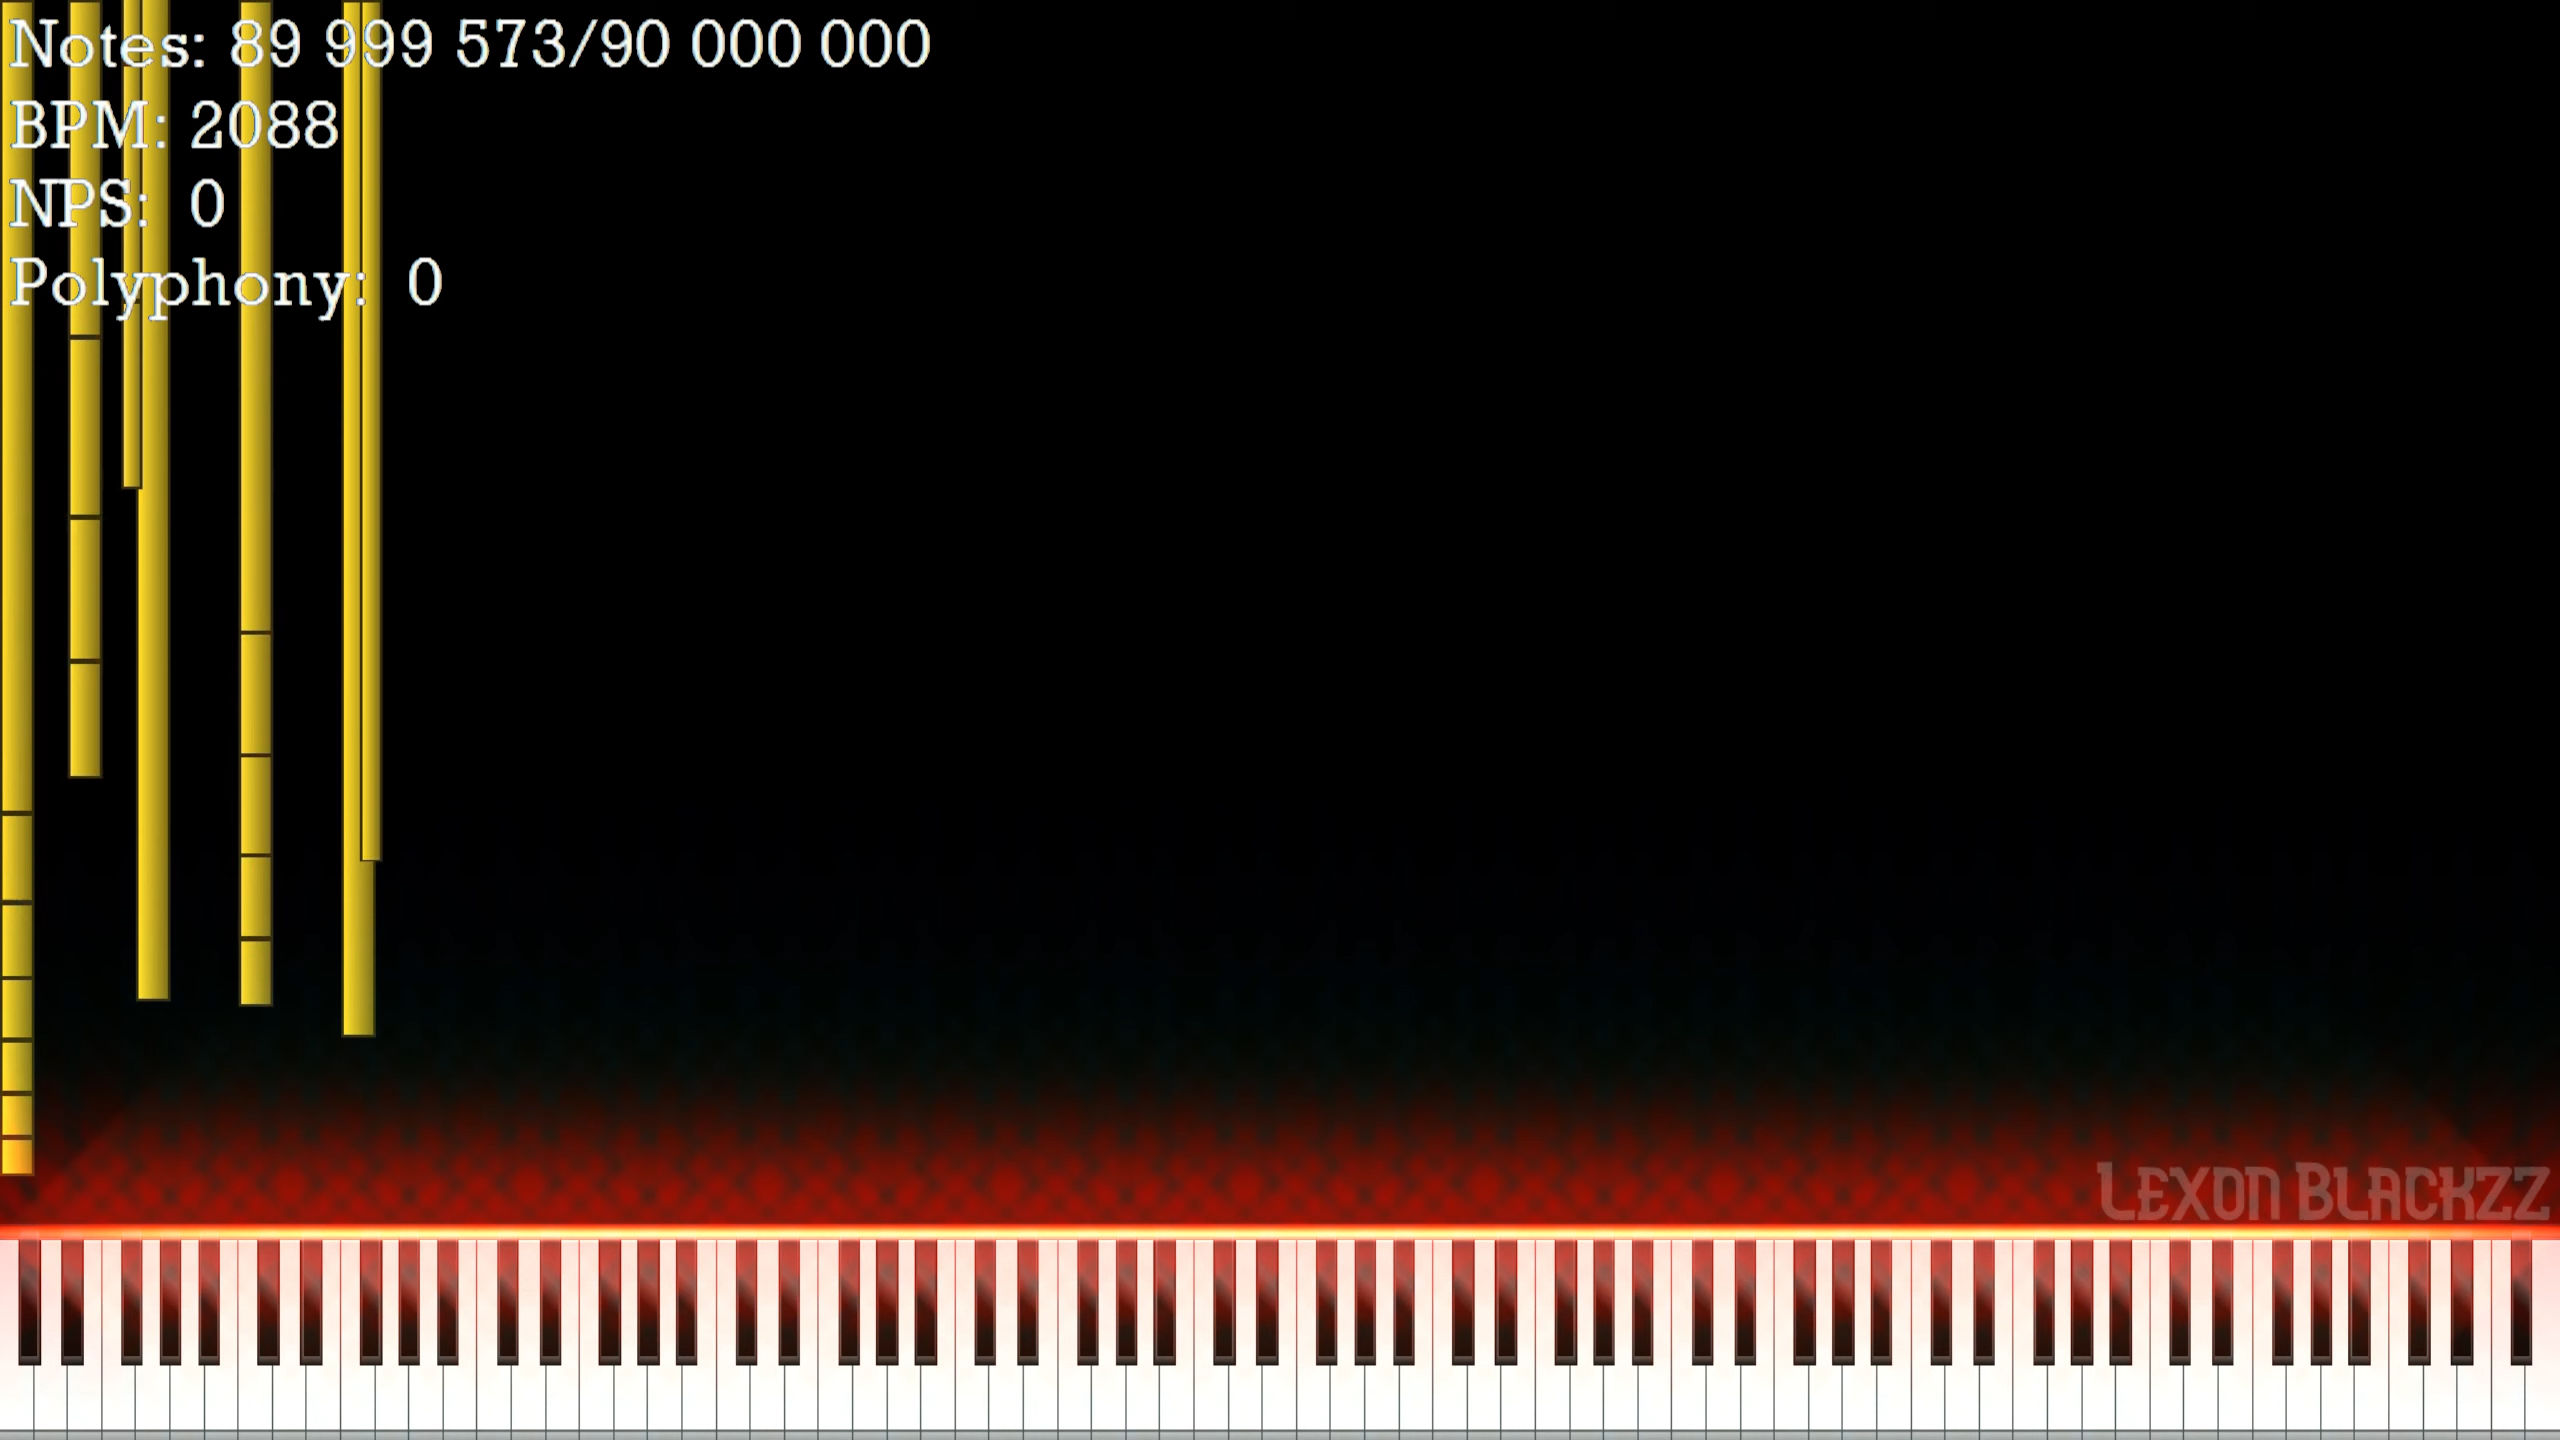 Notes: 89 999 573/90 000 000
BPM: 2088
NPS: 0
Polyphony: 0
LEXON BLACKZZ